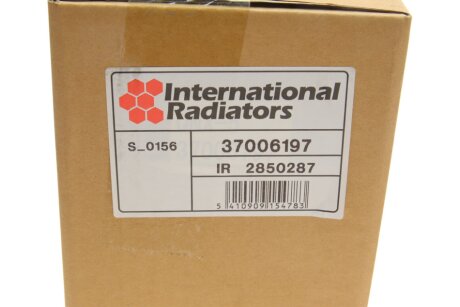 International
Radiators
S_0156
37006197
IR 2850287
5 410909 154783